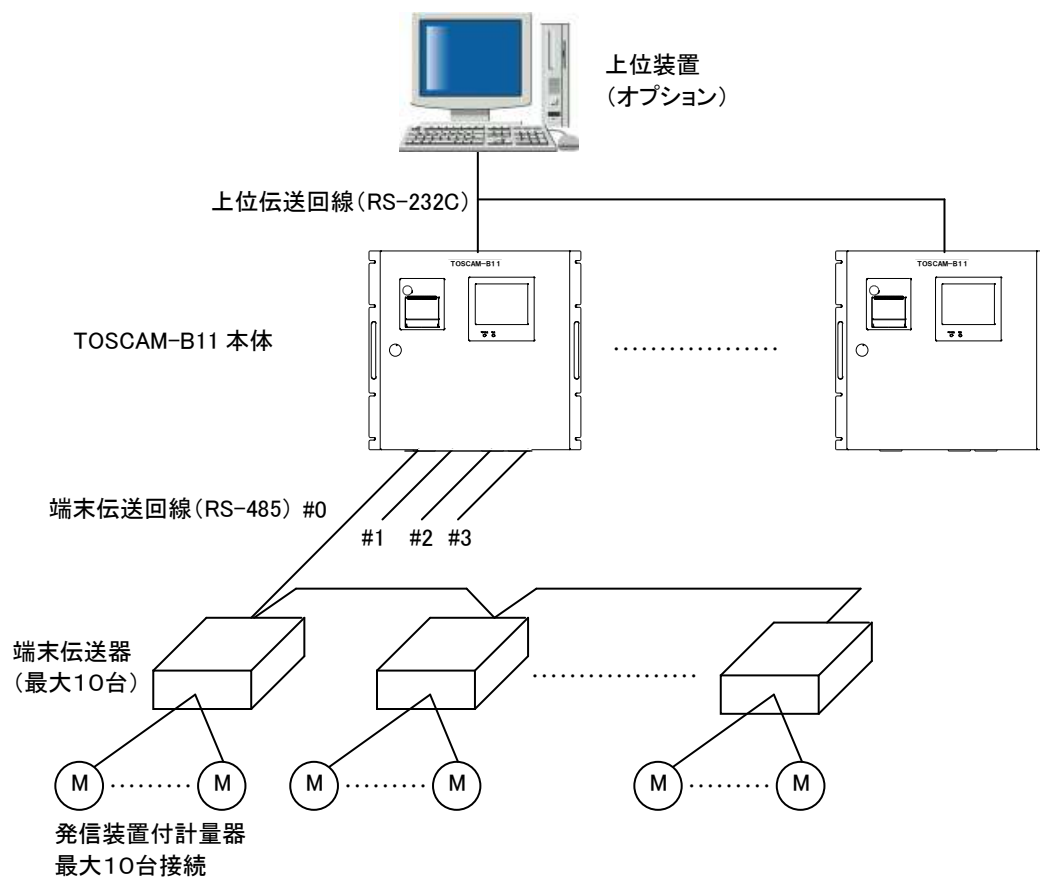 上位装置
（オプション）
上位伝送回線（RS-232C）
TOSCAM-B11
TOSCAM-B11
TOSCAM-B11 本体
端末伝送回線（RS-485） #0
#1 #2 #3
端末伝送器
（最大１０台）
M M M M M M
発信装置付計量器
最大１０台接続